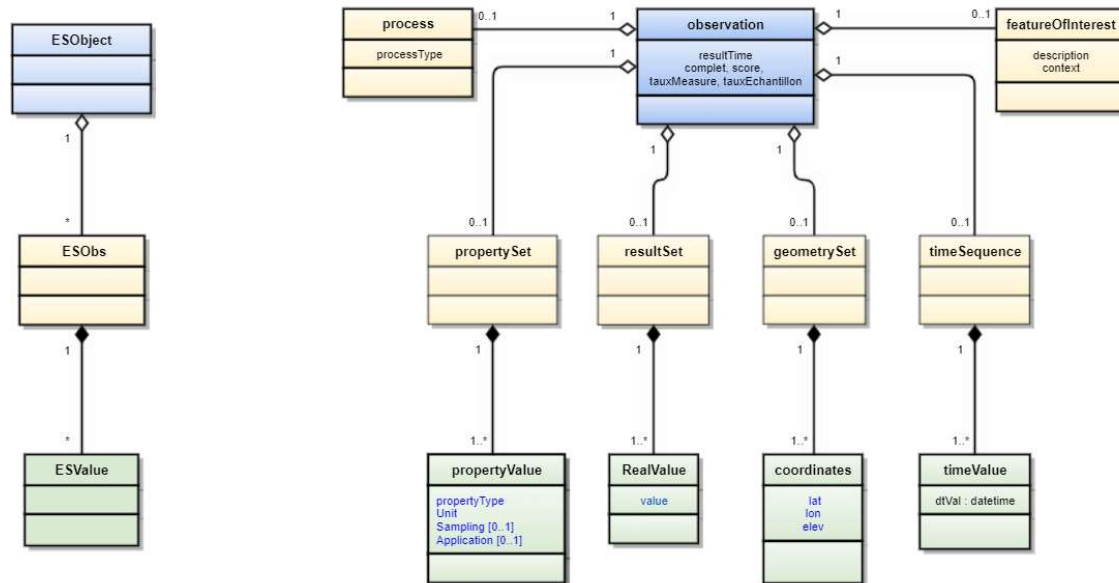 ESObject
1
*
ESObs
1
*
ESValue
process
processType
0..1
1
observation
resultTime
complet, score,
tauxMeasure, tauxEchantillon
1
0..1
featureOfInterest
description
context
1
1
1
1
0..1
0..1
0..1
0..1
propertySet
resultSet
geometrySet
timeSequence
1
1
1
1
1..*
1..*
1..*
1..*
propertyValue
propertyType
Unit
Sampling [0..1]
Application [0..1]
RealValue
value
coordinates
lat
lon
elev
timeValue
dtVal : datetime